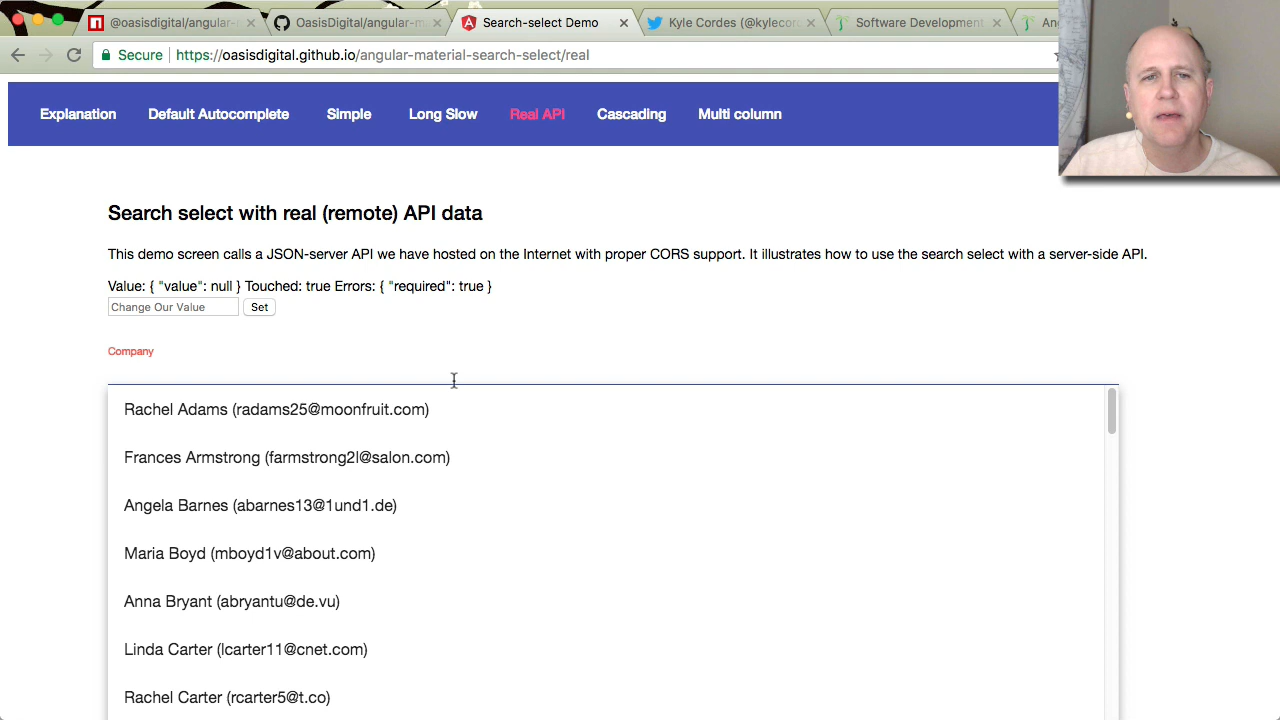 @oasisdigital/angular-m
OasisDigital/angular-ma
Search-select Demo
Kyle Cordes (@kylecord
Software Development
An
Secure
https://oasisdigital.github.io/angular-material-search-select/real
Explanation
Default Autocomplete
Simple
Long Slow
Real API
Cascading
Multi column
Search select with real (remote) API data
This demo screen calls a JSON-server API we have hosted on the Internet with proper CORS support. It illustrates how to use the search select with a server-side API.
Value: { "value": null } Touched: true Errors: { "required": true }
Change Our Value
Set
Company
Rachel Adams (radams25@moonfruit.com)
Frances Armstrong (farmstrong2l@salon.com)
Angela Barnes (abarnes13@1und1.de)
Maria Boyd (mboyd1v@about.com)
Anna Bryant (abryantu@de.vu)
Linda Carter (lcarter11@cnet.com)
Rachel Carter (rcarter5@t.co)